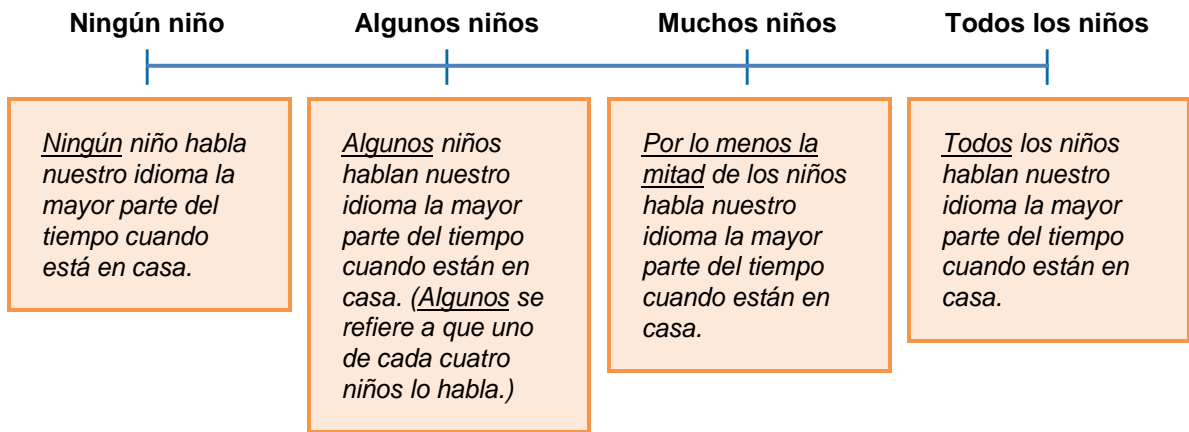 Ningún niño
Algunos niños
Muchos niños
Todos los niños
Ningún niño habla
nuestro idioma la
mayor parte del
tiempo cuando
está en casa.
Algunos niños
hablan nuestro
idioma la mayor
parte del tiempo
cuando están en
casa. (Algunos se
refiere a que uno
de cada cuatro
niños lo habla.)
Por lo menos la
mitad de los niños
habla nuestro
idioma la mayor
parte del tiempo
cuando están en
casa.
Todos los niños
hablan nuestro
idioma la mayor
parte del tiempo
cuando están en
casa.